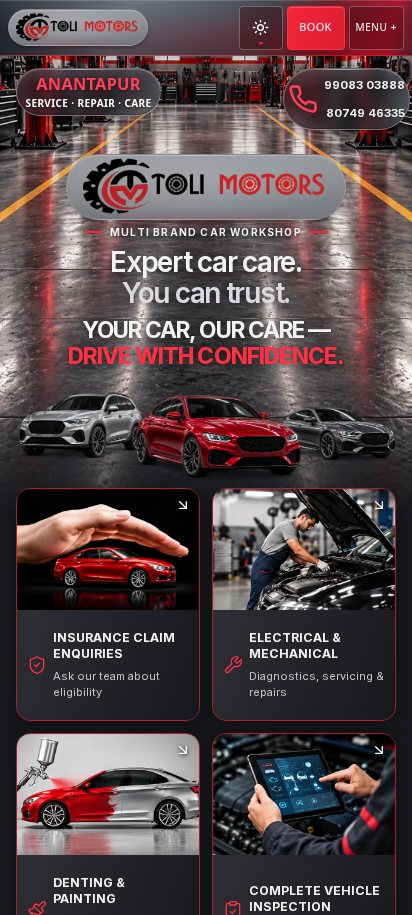 TOLI MOTORS
BOOK
MENU +
ANANTAPUR
SERVICE • REPAIR • CARE
99083 03888
80749 46335
TOLI MOTORS
MULTI BRAND CAR WORKSHOP
Expert car care.
You can trust.
YOUR CAR, OUR CARE —
DRIVE WITH CONFIDENCE.
INSURANCE CLAIM
ENQUIRIES
Ask our team about
eligibility
ELECTRICAL &
MECHANICAL
Diagnostics, servicing &
repairs
DENTING &
PAINTING
COMPLETE VEHICLE
INSPECTION